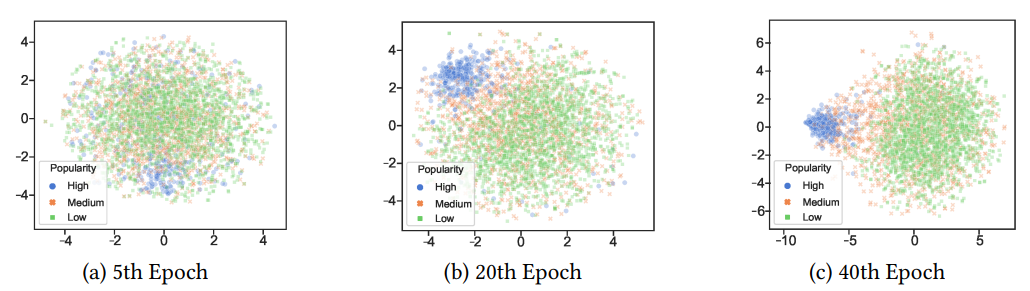 4
2
0
-2
-4
Popularity
High
Medium
Low
-4 -2 0 2 4
(a) 5th Epoch
4
2
0
-2
-4
Popularity
High
Medium
Low
-4 -2 0 2 4
(b) 20th Epoch
6
4
2
0
-2
-4
-6
Popularity
High
Medium
Low
-10 -5 0 5
(c) 40th Epoch